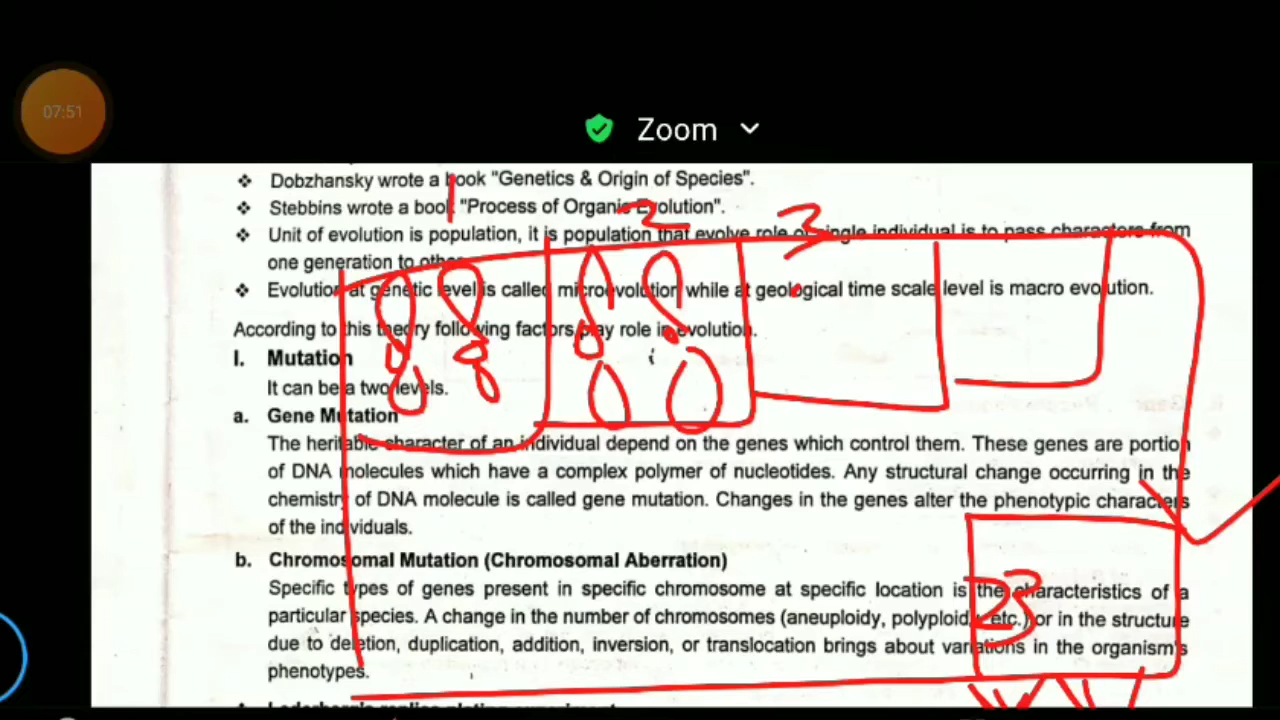 07:51
Zoom
❖ Dobzhansky wrote a book "Genetics & Origin of Species".
❖ Stebbins wrote a book "Process of Organic Evolution".
❖ Unit of evolution is population, it is population that evolve role of single individual is to pass characters from
one generation to other.
❖ Evolution at genetic level is called microevolution while at geological time scale level is macro evolution.
According to this theory following factors play role in evolution.
I. Mutation
It can be a two levels.
a. Gene Mutation
The heritable character of an individual depend on the genes which control them. These genes are portion
of DNA molecules which have a complex polymer of nucleotides. Any structural change occurring in the
chemistry of DNA molecule is called gene mutation. Changes in the genes alter the phenotypic characters
of the individuals.
b. Chromosomal Mutation (Chromosomal Aberration)
Specific types of genes present in specific chromosome at specific location is the characteristics of a
particular species. A change in the number of chromosomes (aneuploidy, polyploidy etc.) or in the structure
due to deletion, duplication, addition, inversion, or translocation brings about variations in the organism's
phenotypes.
1
2
3
23